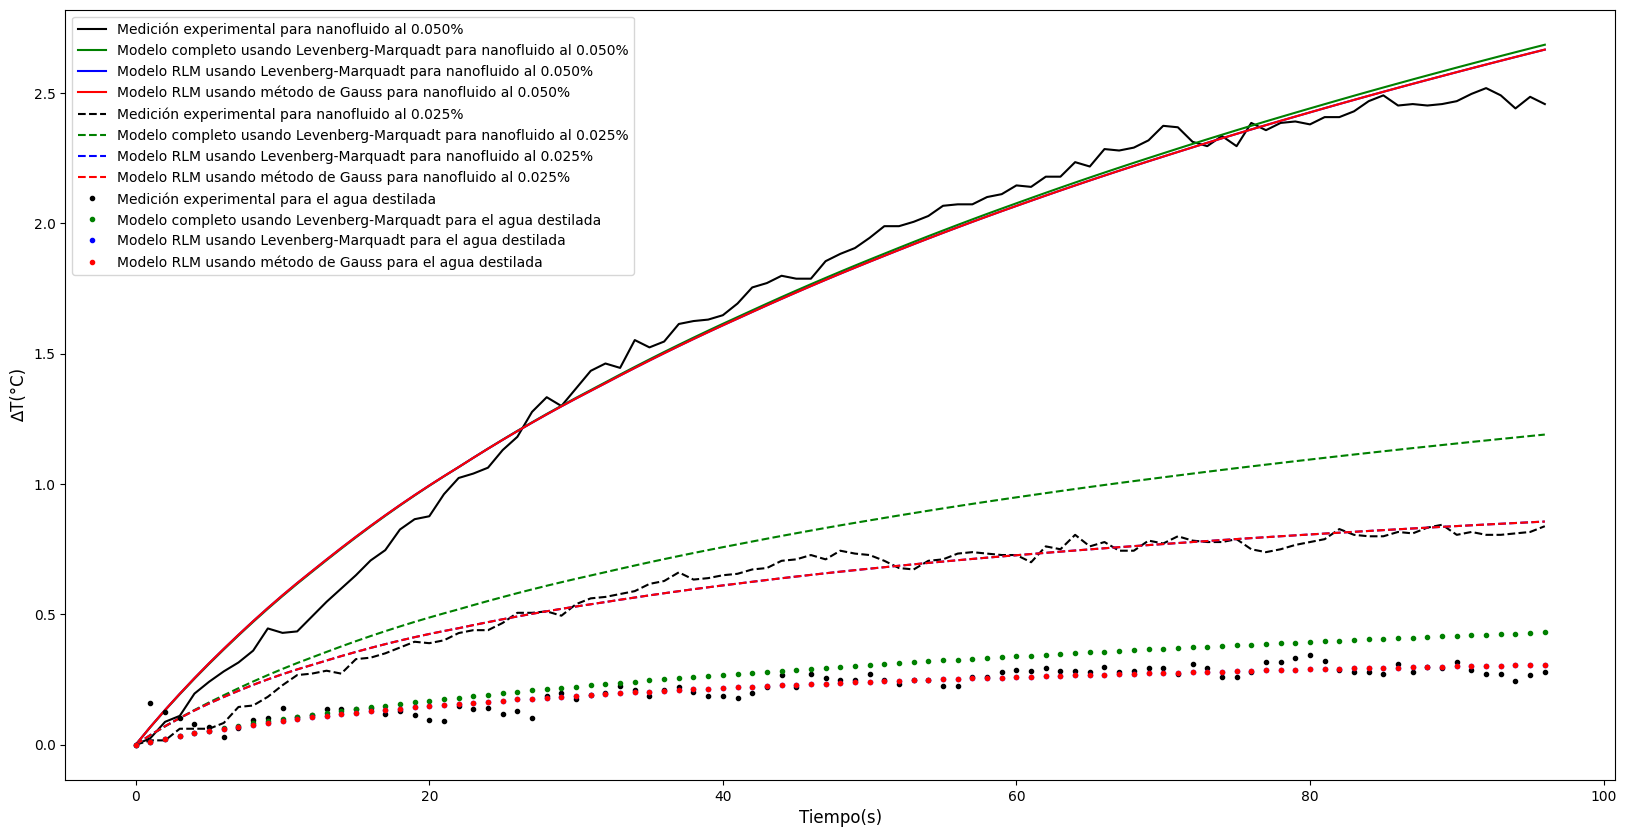 Medición experimental para nanofluido al 0.050%
Modelo completo usando Levenberg-Marquadt para nanofluido al 0.050%
Modelo RLM usando Levenberg-Marquadt para nanofluido al 0.050%
Modelo RLM usando método de Gauss para nanofluido al 0.050%
Medición experimental para nanofluido al 0.025%
Modelo completo usando Levenberg-Marquadt para nanofluido al 0.025%
Modelo RLM usando Levenberg-Marquadt para nanofluido al 0.025%
Modelo RLM usando método de Gauss para nanofluido al 0.025%
Medición experimental para el agua destilada
Modelo completo usando Levenberg-Marquadt para el agua destilada
Modelo RLM usando Levenberg-Marquadt para el agua destilada
Modelo RLM usando método de Gauss para el agua destilada
2.5
2.0
1.5
1.0
0.5
0.0
ΔT(°C)
0 20 40 60 80 100
Tiempo(s)